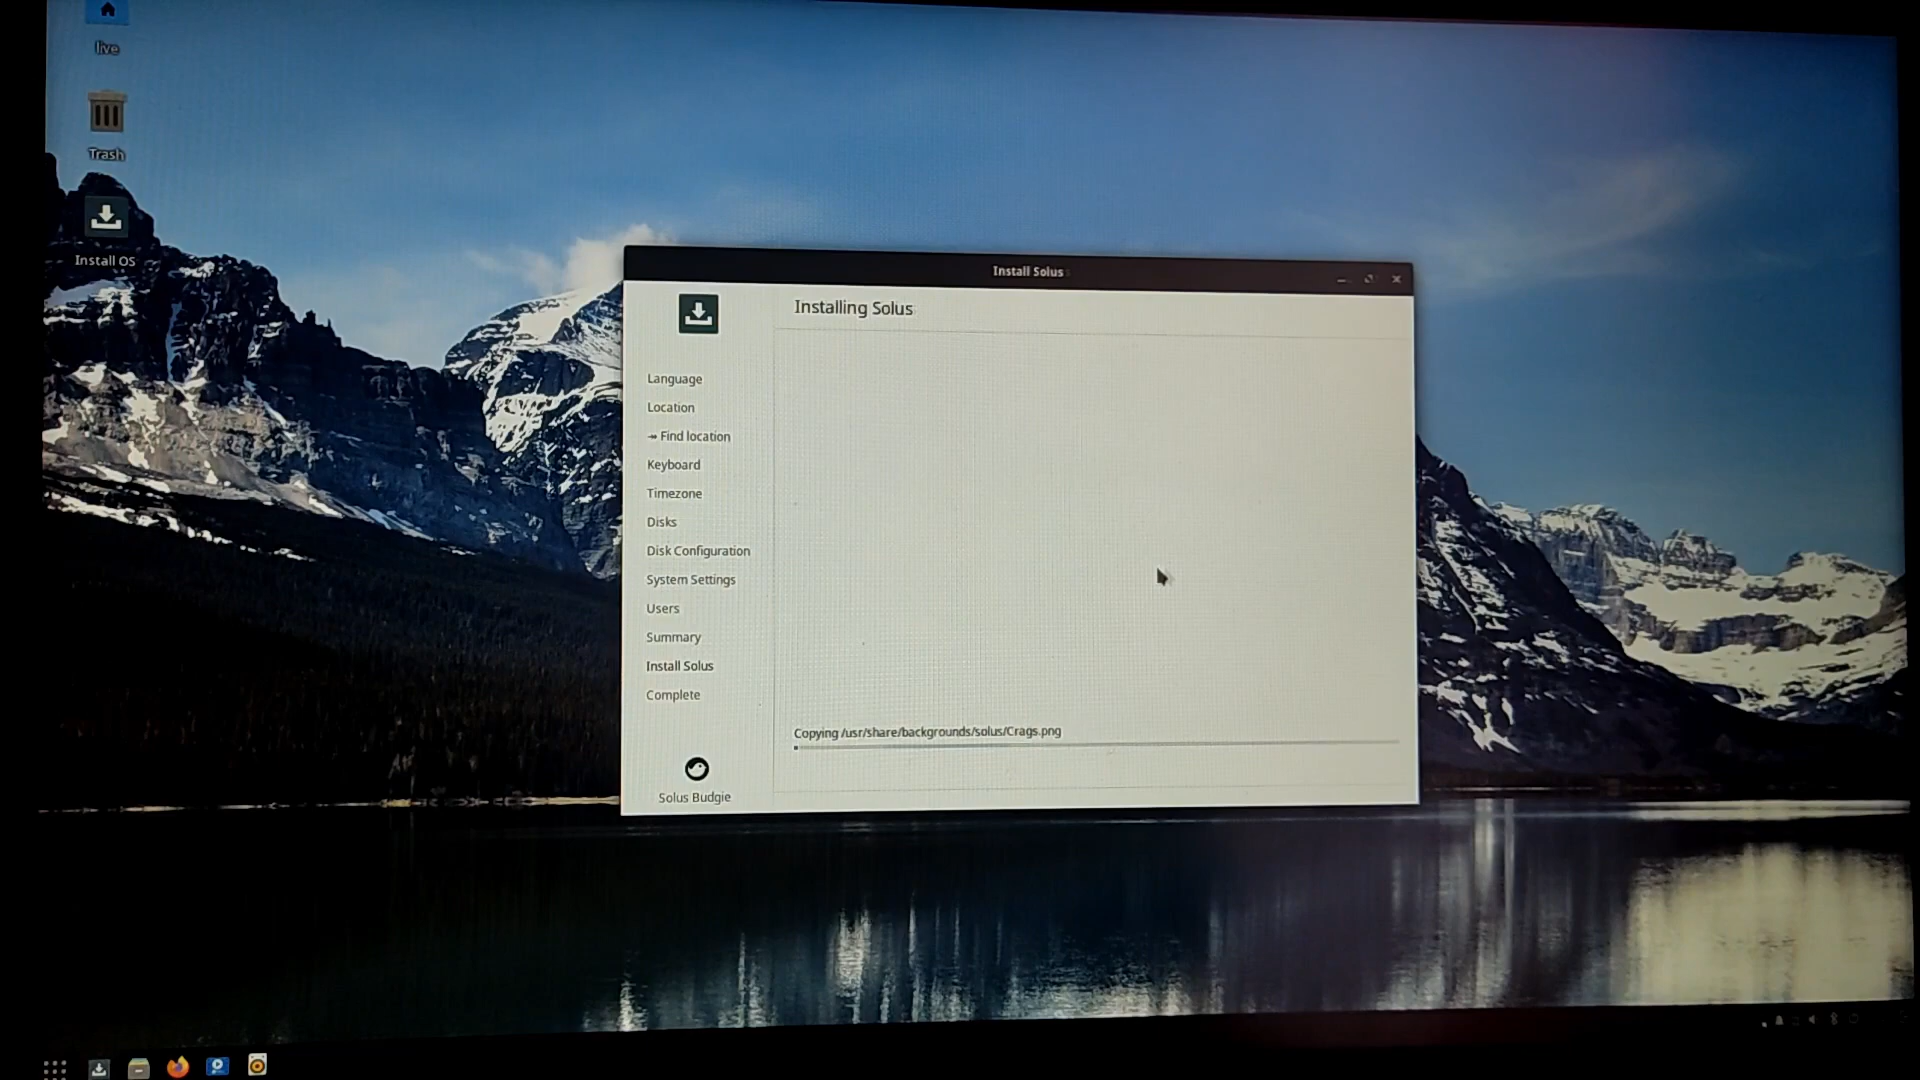 live
Trash
Install OS
Install Solus
Installing Solus
Language
Location
↠ Find location
Keyboard
Timezone
Disks
Disk Configuration
System Settings
Users
Summary
Install Solus
Complete
Copying /usr/share/backgrounds/solus/Crags.png
Solus Budgie